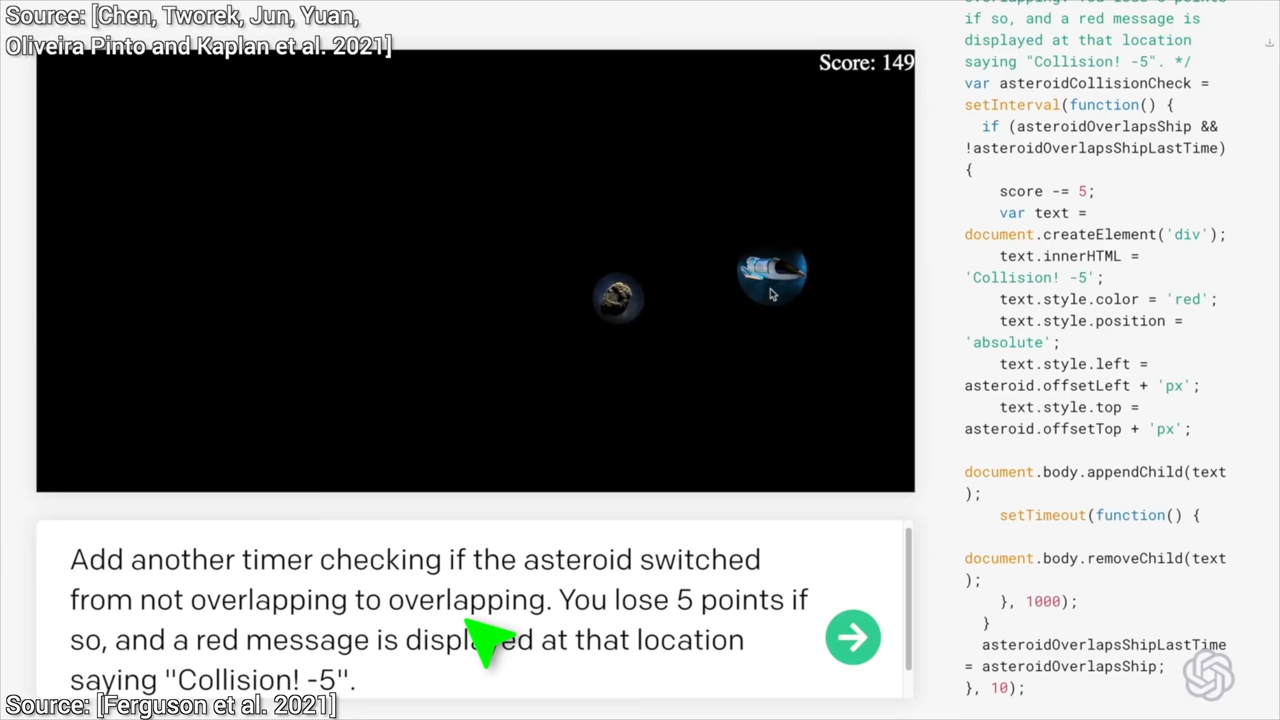 Source: [Chen, Tworek, Jun, Yuan,
Oliveira Pinto and Kaplan et al. 2021]
Score: 149
Add another timer checking if the asteroid switched
from not overlapping to overlapping. You lose 5 points if
so, and a red message is displayed at that location
saying "Collision! -5".
Source: [Ferguson et al. 2021]
if so, and a red message is
displayed at that location
saying "Collision! -5". */
var asteroidCollisionCheck =
setInterval(function() {
if (asteroidOverlapsShip &&
!asteroidOverlapsShipLastTime)
{
score -= 5;
var text =
document.createElement('div');
text.innerHTML =
'Collision! -5';
text.style.color = 'red';
text.style.position =
'absolute';
text.style.left =
asteroid.offsetLeft + 'px';
text.style.top =
asteroid.offsetTop + 'px';
document.body.appendChild(text
);
setTimeout(function() {
document.body.removeChild(text
);
}, 1000);
}
asteroidOverlapsShipLastTime
= asteroidOverlapsShip;
}, 10);